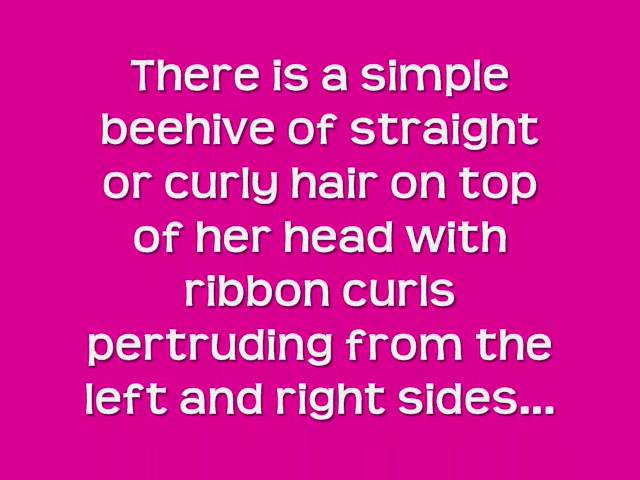 There is a simple
beehive of straight
or curly hair on top
of her head with
ribbon curls
pertruding from the
left and right sides...